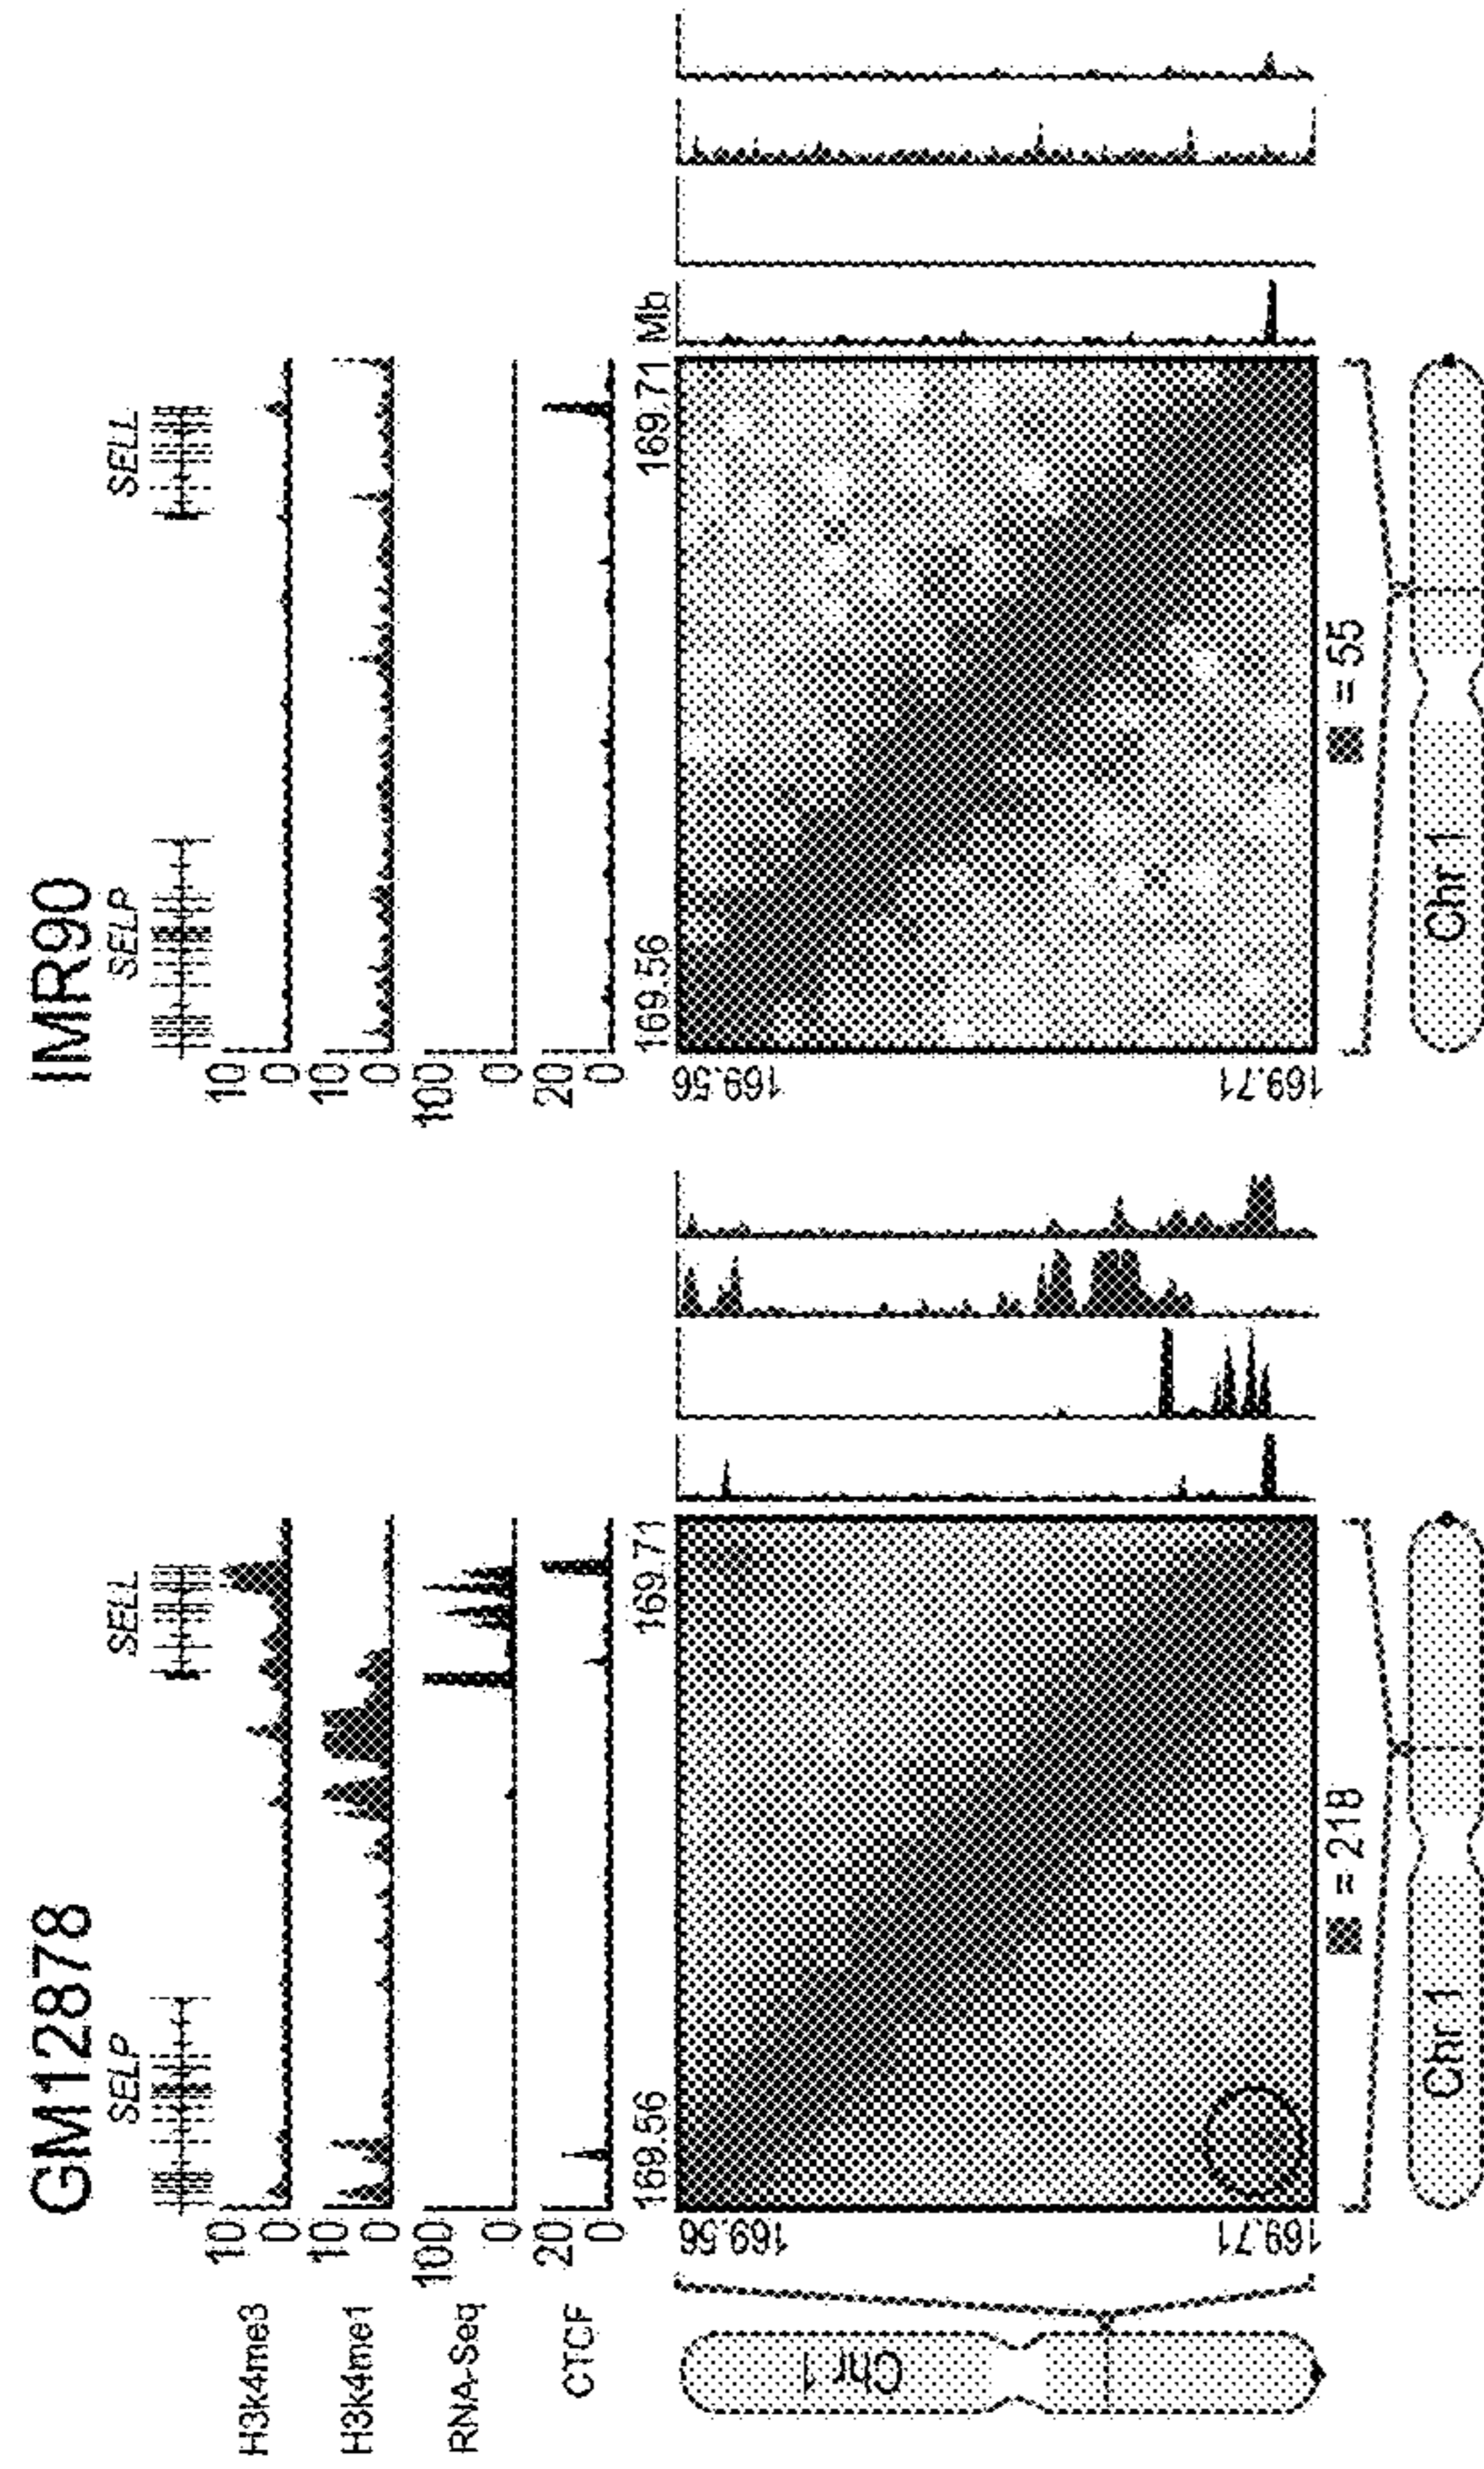 GM12878
SELP
SELL
H3k4me3
10
0
H3k4me1
10
0
RNA-Seq
100
0
CTCF
20
0
169.56
169.71
169.56
169.71
= 218
Chr 1
Chr 1
IMR90
SELP
SELL
10
0
10
0
100
0
20
0
169.56
169.71 Mb
169.56
169.71
= 55
Chr 1